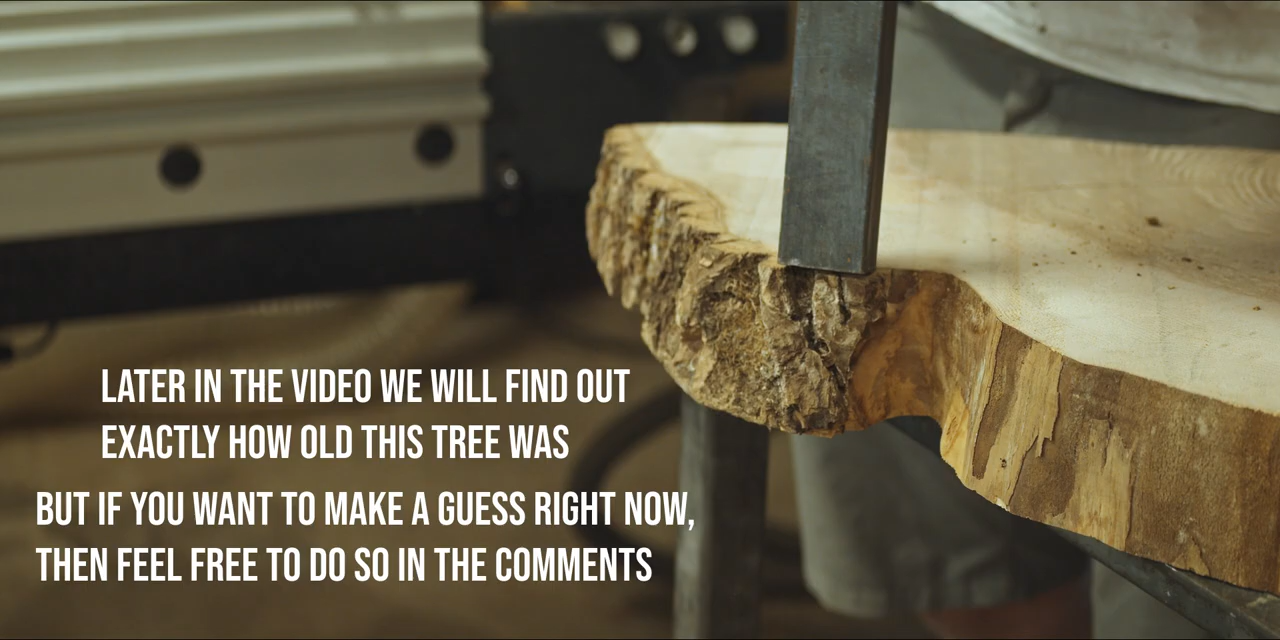 LATER IN THE VIDEO WE WILL FIND OUT
EXACTLY HOW OLD THIS TREE WAS
BUT IF YOU WANT TO MAKE A GUESS RIGHT NOW,
THEN FEEL FREE TO DO SO IN THE COMMENTS